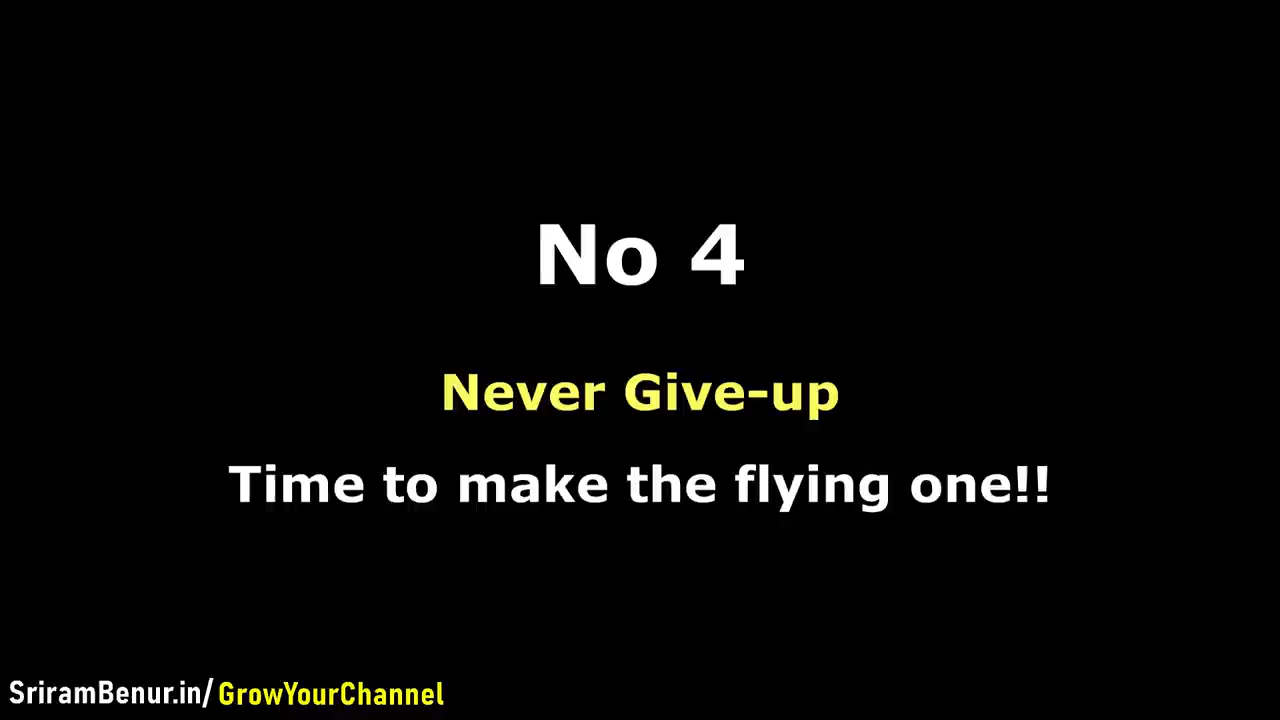 No 4
Never Give-up
Time to make the flying one!!
SriramBenur.in/GrowYourChannel